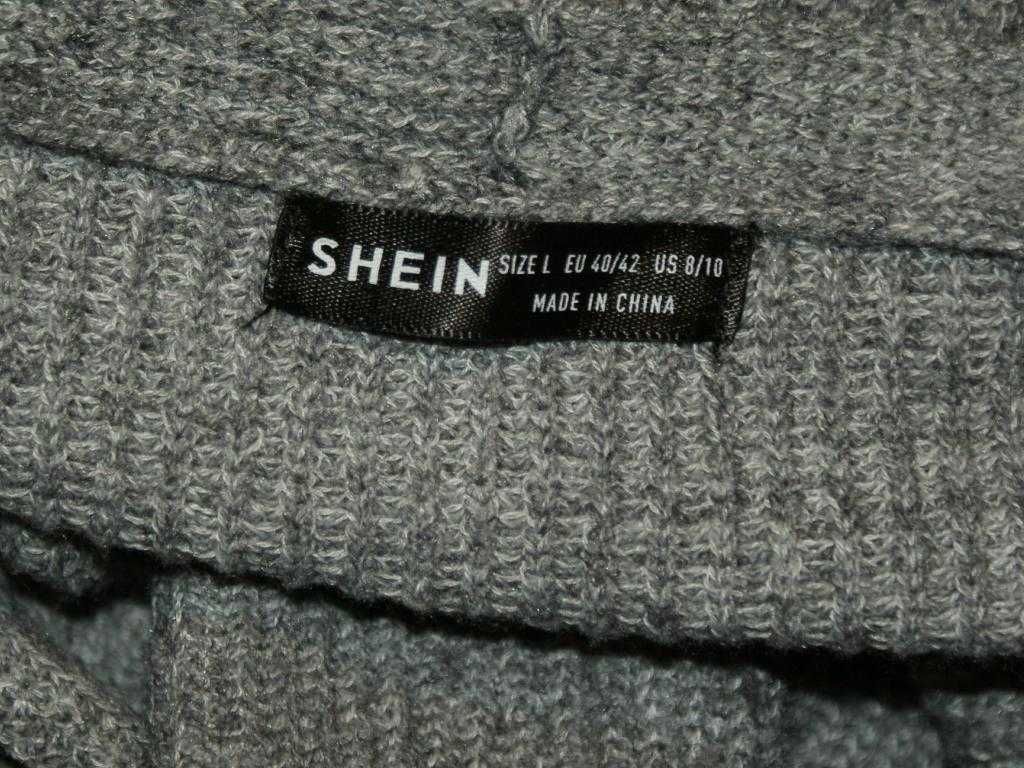 SHEIN SIZE L EU 40/42 US 8/10
MADE IN CHINA